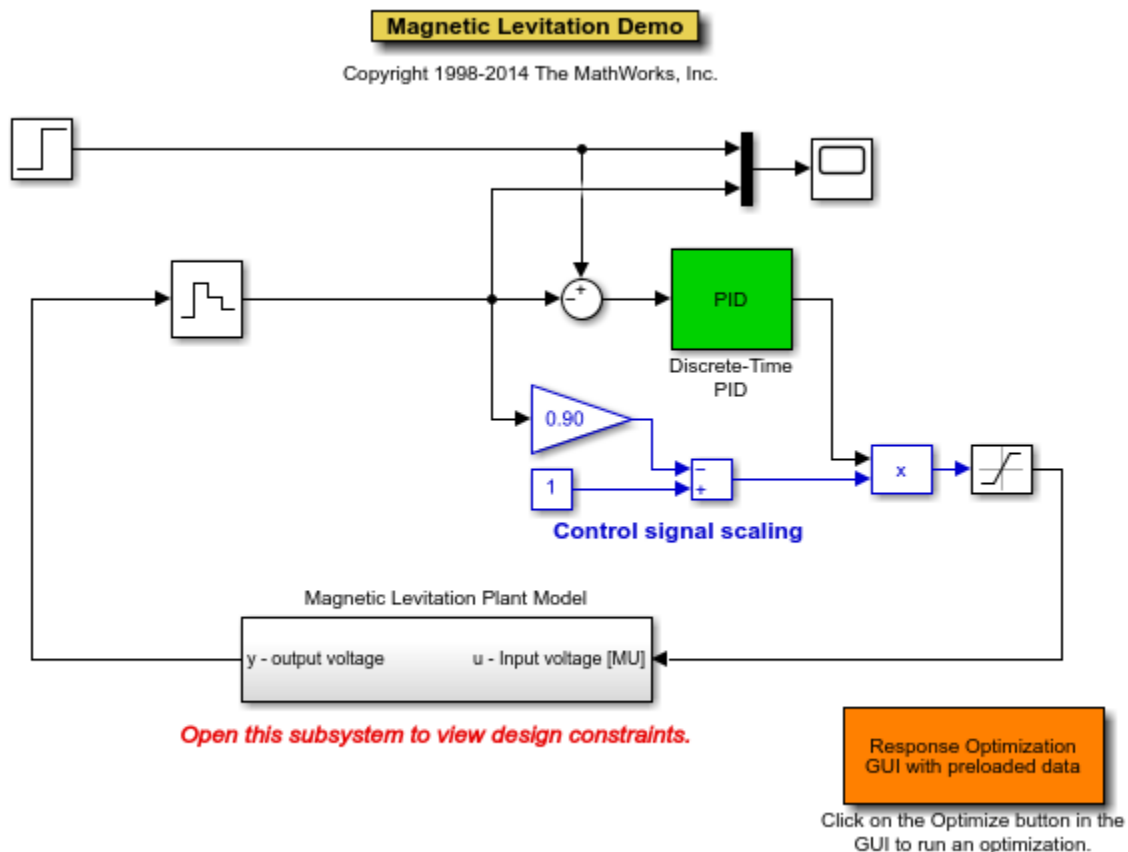 Magnetic Levitation Demo
Copyright 1998-2014 The MathWorks, Inc.
+
−
PID
Discrete-Time
PID
0.90
−
+
1
x
Control signal scaling
Magnetic Levitation Plant Model
y - output voltage
u - Input voltage [MU]
Open this subsystem to view design constraints.
Response Optimization
GUI with preloaded data
Click on the Optimize button in the
GUI to run an optimization.